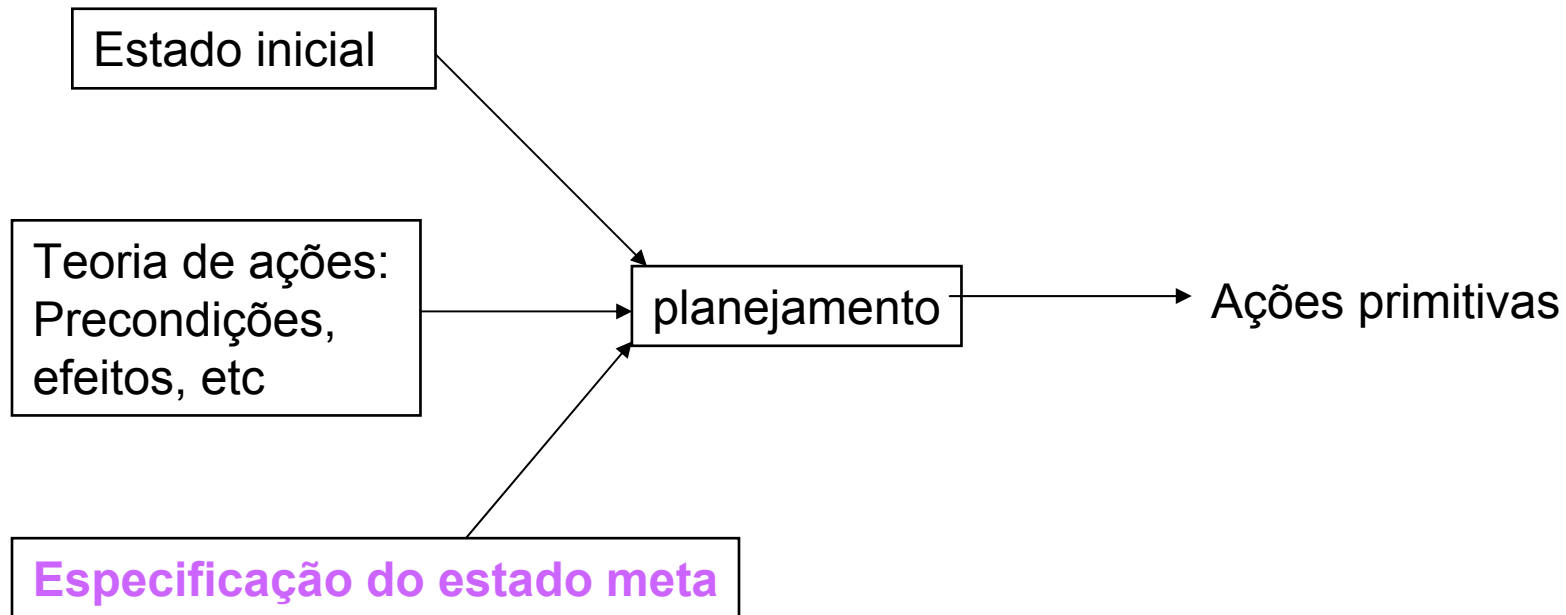 Estado inicial
Teoria de ações:
Precondições,
efeitos, etc
planejamento
Ações primitivas
Especificação do estado meta